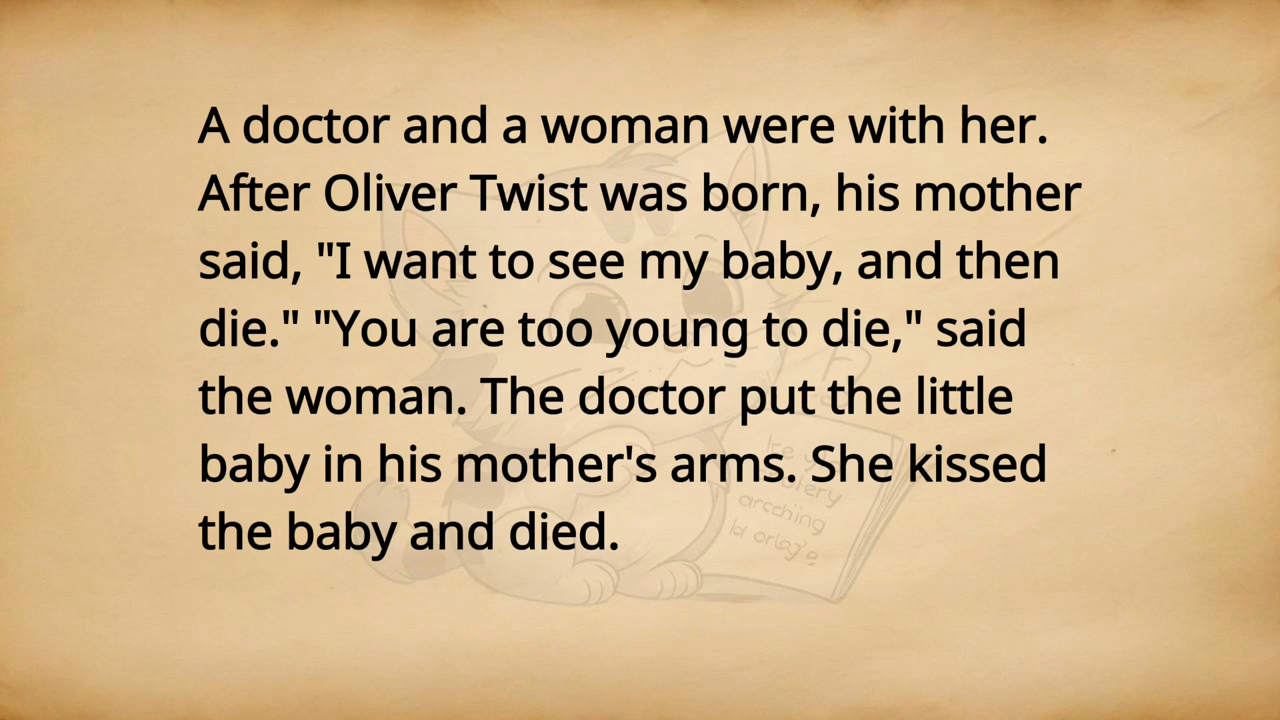 A doctor and a woman were with her.
After Oliver Twist was born, his mother
said, "I want to see my baby, and then
die." "You are too young to die," said
the woman. The doctor put the little
baby in his mother's arms. She kissed
the baby and died.